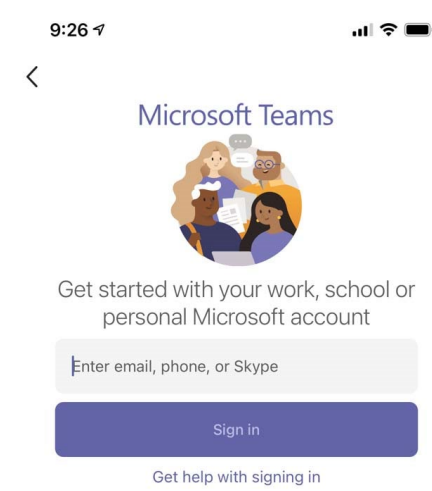 9:26
Microsoft Teams
Get started with your work, school or
personal Microsoft account
Enter email, phone, or Skype
Sign in
Get help with signing in